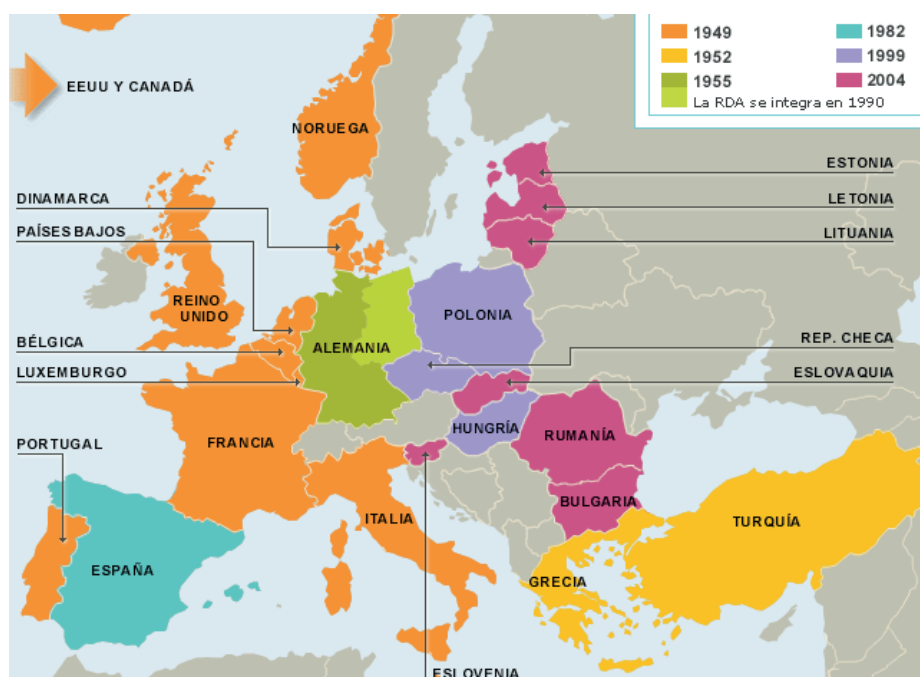 1949
1982
1952
1999
1955
2004
La RDA se integra en 1990
EEUU Y CANADÁ
NORUEGA
ESTONIA
DINAMARCA
LETONIA
PAÍSES BAJOS
LITUANIA
REINO
UNIDO
POLONIA
BÉLGICA
ALEMANIA
REP. CHECA
LUXEMBURGO
ESLOVAQUIA
PORTUGAL
FRANCIA
HUNGRÍA
RUMANÍA
BULGARIA
ITALIA
TURQUÍA
ESPAÑA
GRECIA
ESLOVENIA